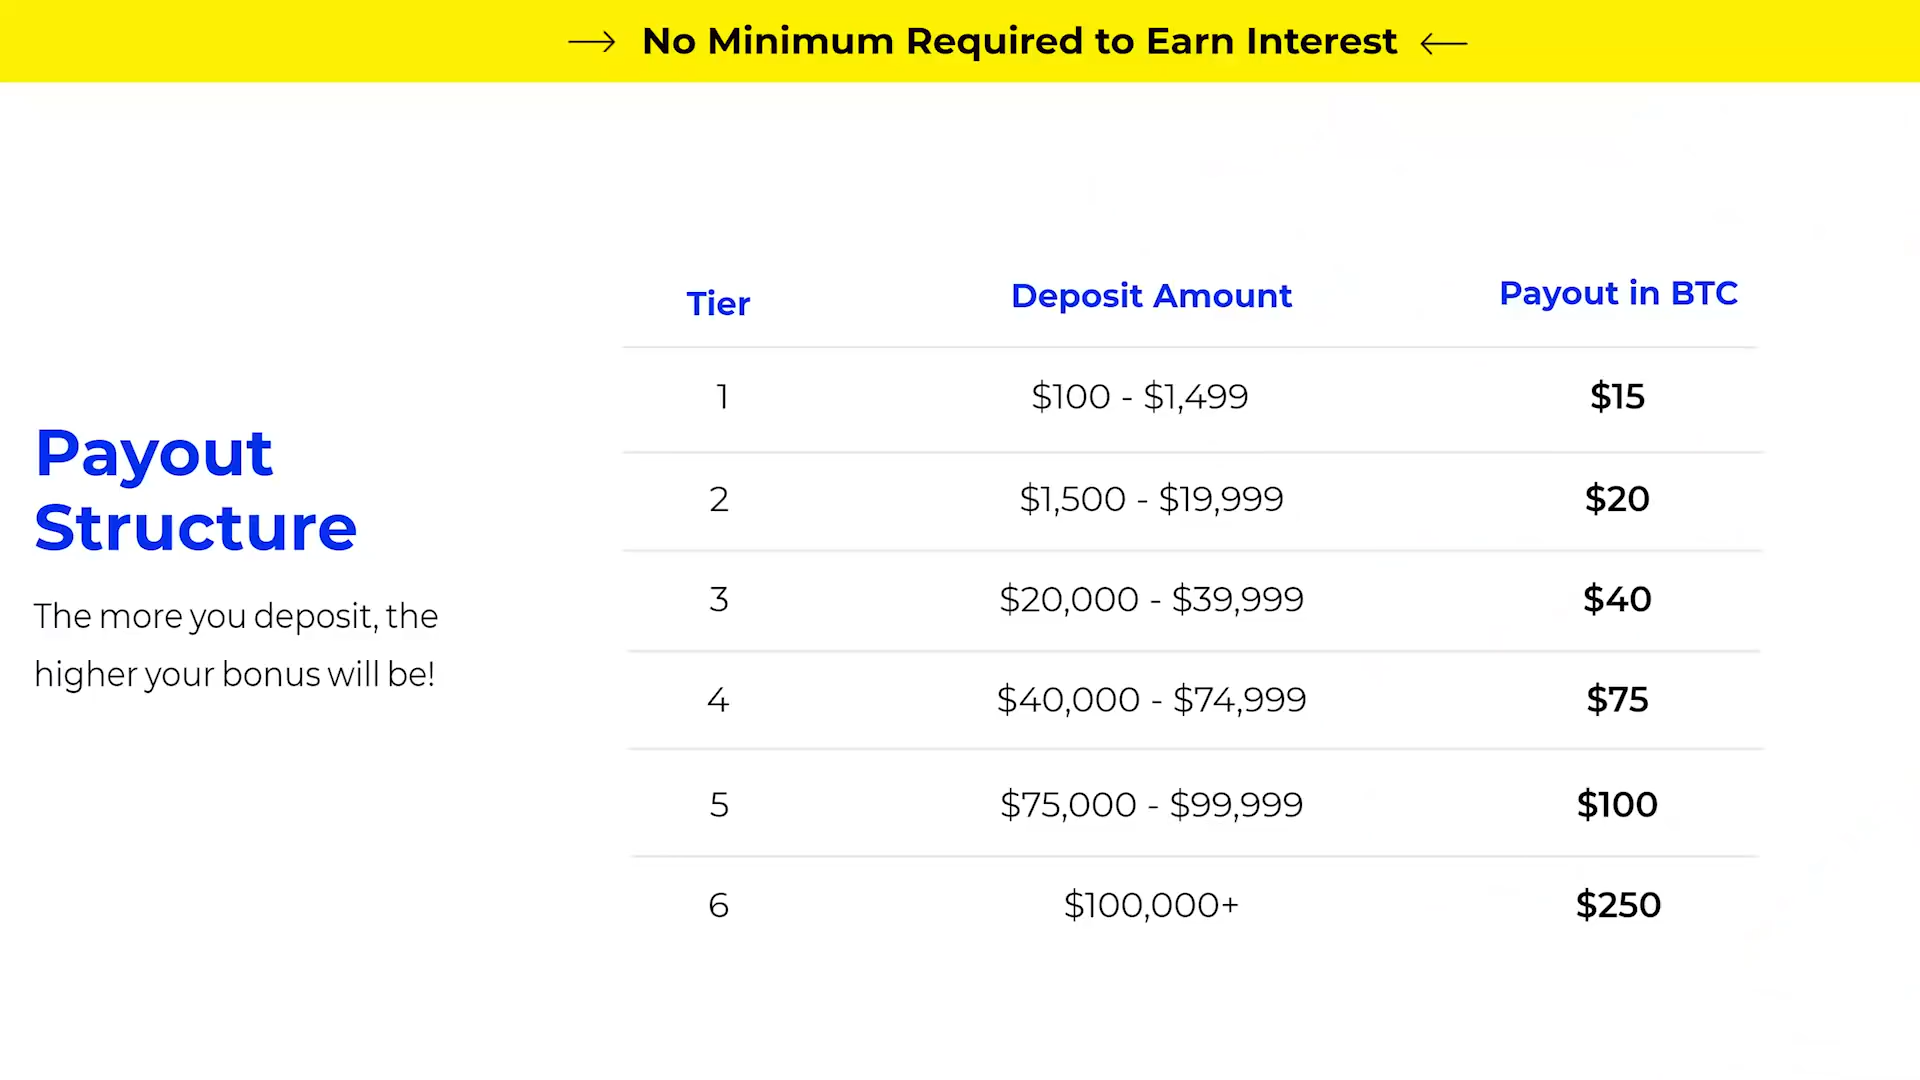 → No Minimum Required to Earn Interest ←
Payout
Structure
The more you deposit, the
higher your bonus will be!
Tier Deposit Amount Payout in BTC
1 $100 - $1,499 $15
2 $1,500 - $19,999 $20
3 $20,000 - $39,999 $40
4 $40,000 - $74,999 $75
5 $75,000 - $99,999 $100
6 $100,000+ $250